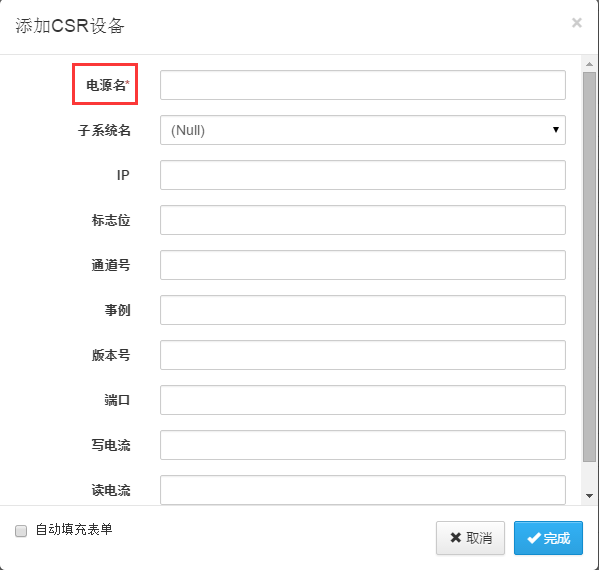 添加CSR设备 ×
电源名*
子系统名 (Null)
IP
标志位
通道号
事例
版本号
端口
写电流
读电流
自动填充表单 取消 完成